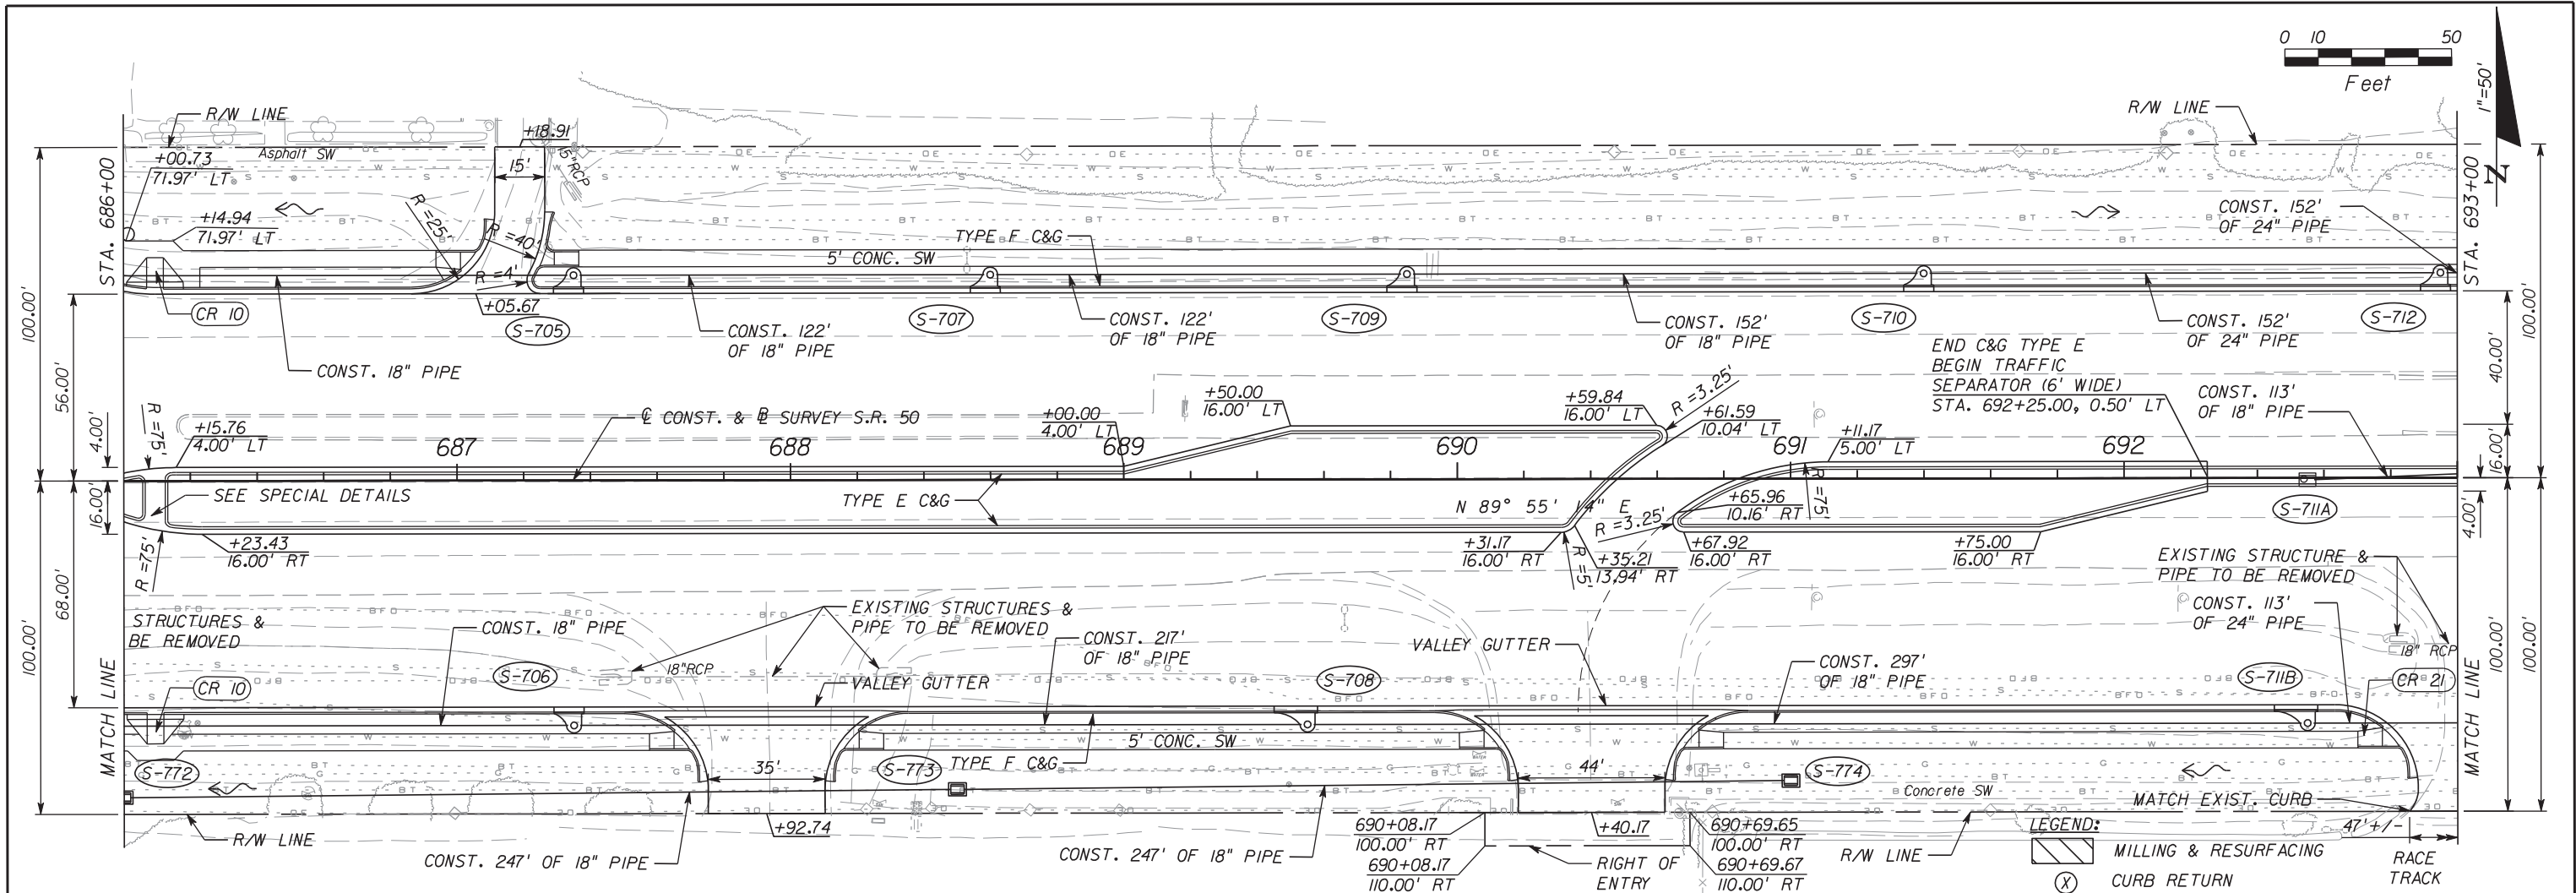 0 10 50
Feet
1"=50'
N
R/W LINE
R/W LINE
+18.91
Asphalt SW
+00.73
71.97' LT
15'
15"RCP
STA. 686+00
STA. 693+00
+14.94
71.97' LT
R =25'
R =40'
R =4'
TYPE F C&G
5' CONC. SW
CONST. 152'
OF 24" PIPE
100.00'
56.00'
CR 10
+05.67
S-705
S-707
S-709
S-710
S-712
CONST. 18" PIPE
CONST. 122'
OF 18" PIPE
CONST. 122'
OF 18" PIPE
CONST. 152'
OF 18" PIPE
CONST. 152'
OF 24" PIPE
40.00'
100.00'
END C&G TYPE E
BEGIN TRAFFIC
SEPARATOR (6' WIDE)
STA. 692+25.00, 0.50' LT
CONST. 113'
OF 18" PIPE
4.00'
R =75'
+15.76
4.00' LT
℄ CONST. & B SURVEY S.R. 50
+00.00
4.00' LT
+50.00
16.00' LT
+59.84
16.00' LT
R =3.25'
+61.59
10.04' LT
+11.17
5.00' LT
16.00'
687 688 689 690 691 692
16.00'
SEE SPECIAL DETAILS
TYPE E C&G
N 89° 55' 14" E
+65.96
10.16' RT
R =75'
S-711A
4.00'
R =75'
+23.43
16.00' RT
+31.17
16.00' RT
R =3.25'
R =5'
+35.21
13.94' RT
+67.92
16.00' RT
+75.00
16.00' RT
EXISTING STRUCTURE &
PIPE TO BE REMOVED
68.00'
100.00'
STRUCTURES &
BE REMOVED
CONST. 18" PIPE
EXISTING STRUCTURES &
PIPE TO BE REMOVED
CONST. 217'
OF 18" PIPE
VALLEY GUTTER
CONST. 113'
OF 24" PIPE
18" RCP
MATCH LINE
CR 10
S-706
18"RCP
VALLEY GUTTER
S-708
CONST. 297'
OF 18" PIPE
S-711B
CR 21
MATCH LINE
100.00'
100.00'
5' CONC. SW
TYPE F C&G
S-772
35'
S-773
44'
S-774
Concrete SW
MATCH EXIST. CURB
R/W LINE
+92.74
CONST. 247' OF 18" PIPE
CONST. 247' OF 18" PIPE
690+08.17
100.00' RT
690+08.17
110.00' RT
+40.17
RIGHT OF
ENTRY
690+69.65
100.00' RT
690+69.67
110.00' RT
R/W LINE
47' +/-
RACE
TRACK
LEGEND:
MILLING & RESURFACING
X CURB RETURN